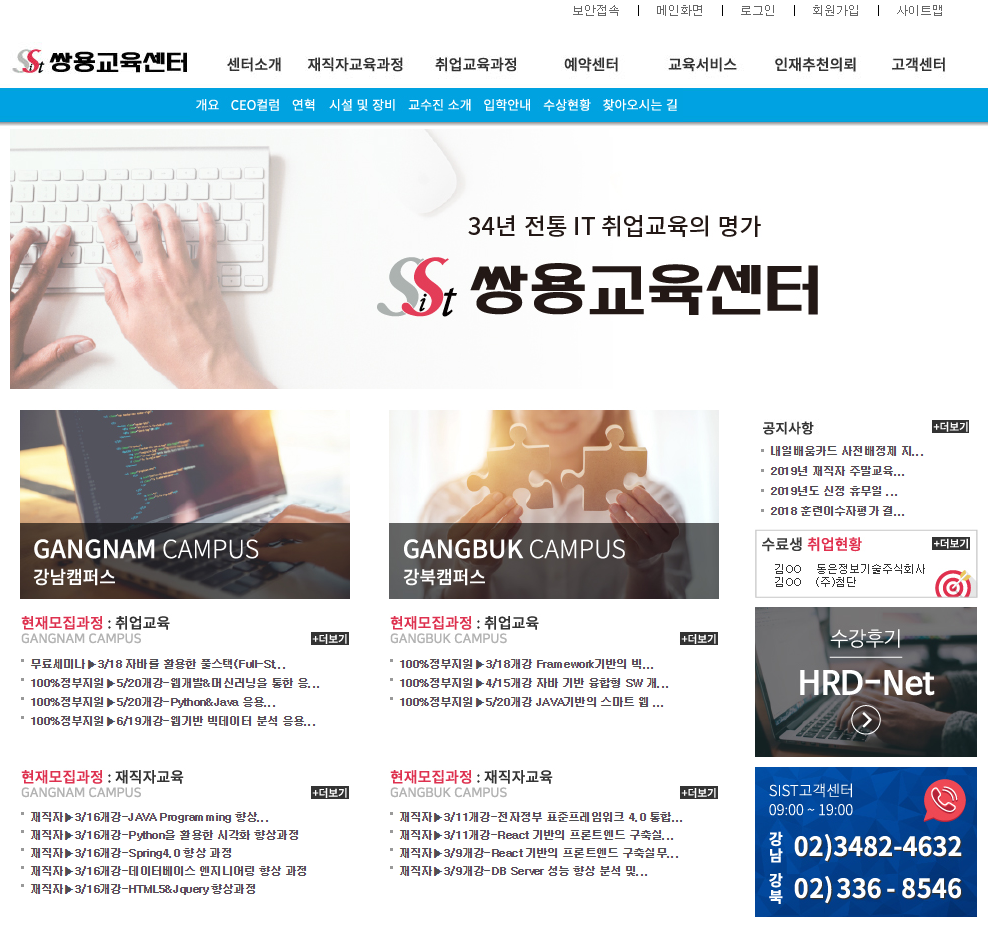 보안접속 | 메인화면 | 로그인 | 회원가입 | 사이트맵
Sist 쌍용교육센터 센터소개 재직자교육과정 취업교육과정 예약센터 교육서비스 인재추천의뢰 고객센터
개요 CEO컬럼 연혁 시설 및 장비 교수진 소개 입학안내 수상현황 찾아오시는 길
34년 전통 IT 취업교육의 명가
Sist 쌍용교육센터
GANGNAM CAMPUS
강남캠퍼스
현재모집과정 : 취업교육
GANGNAM CAMPUS +더보기
무료세미나▶3/18 자바를 활용한 풀스택(Full-St...
100%정부지원▶5/20개강-웹개발&머신러닝을 통한 응...
100%정부지원▶5/20개강-Python&Java 응용...
100%정부지원▶6/19개강-웹기반 빅데이터 분석 응용...
현재모집과정 : 재직자교육
GANGNAM CAMPUS +더보기
재직자▶3/16개강-JAVA Programming 향상...
재직자▶3/16개강-Python을 활용한 시각화 향상과정
재직자▶3/16개강-Spring4.0 향상 과정
재직자▶3/16개강-데이터베이스 엔지니어링 향상 과정
재직자▶3/16개강-HTML5&Jquery 향상과정
GANGBUK CAMPUS
강북캠퍼스
현재모집과정 : 취업교육
GANGBUK CAMPUS +더보기
100%정부지원▶3/18개강 Framework기반의 빅...
100%정부지원▶4/15개강 자바 기반 융합형 SW 개...
100%정부지원▶5/20개강 JAVA기반의 스마트 웹 ...
현재모집과정 : 재직자교육
GANGBUK CAMPUS +더보기
재직자▶3/11개강-전자정부 표준프레임워크 4.0 통합...
재직자▶3/11개강-React 기반의 프론트엔드 구축실...
재직자▶3/9개강-React 기반의 프론트엔드 구축실무...
재직자▶3/9개강-DB Server 성능 향상 분석 및...
공지사항 +더보기
내일배움카드 사전배정제 지...
2019년 재직자 주말교육...
2019년도 신정 휴무일 ...
2018 훈련이수자평가 결...
수료생 취업현황 +더보기
김○○ 동은정보기술주식회사
김○○ (주)첨단
수강후기
HRD-Net
SIST고객센터
09:00 ~ 19:00
강남 02)3482-4632
강북 02) 336 - 8546